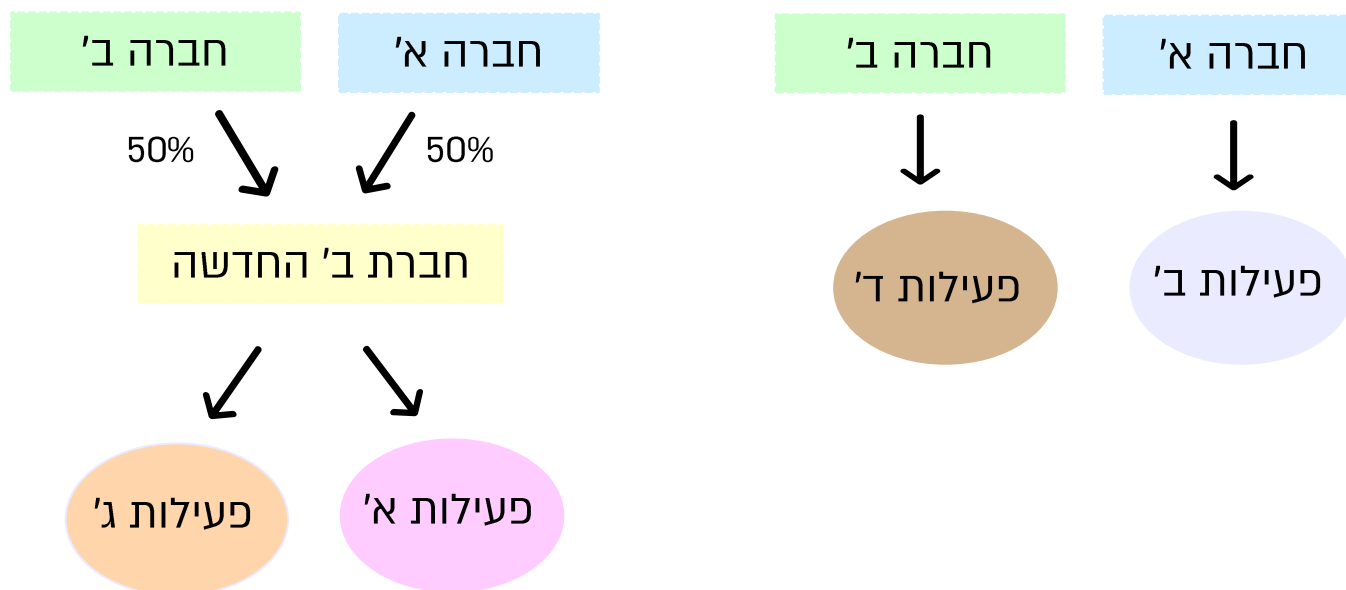 חברה א'
חברה ב'
פעילות ב'
פעילות ד'
חברה א'
חברה ב'
50%
50%
חברת ב' החדשה
פעילות א'
פעילות ג'